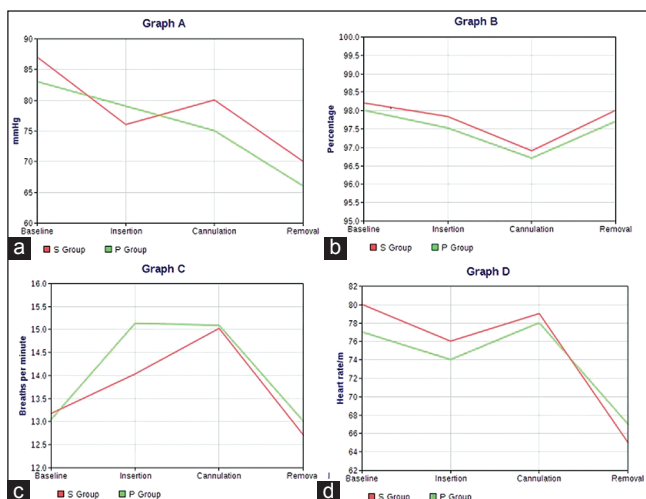 Graph A
mmHg
90
85
80
75
70
65
60
Baseline Insertion Cannulation Removal
a
S Group P Group
Graph B
Percentage
100.0
99.5
99.0
98.5
98.0
97.5
97.0
96.5
96.0
95.5
95.0
Baseline Insertion Cannulation Removal
b
S Group P Group
Graph C
Breaths per minute
16.0
15.5
15.0
14.5
14.0
13.5
13.0
12.5
12.0
Baseline Insertion Cannulation Removal
c
S Group P Group
Graph D
Heart rate/m
82
80
78
76
74
72
70
68
66
64
62
Baseline Insertion Cannulation Removal
d
S Group P Group